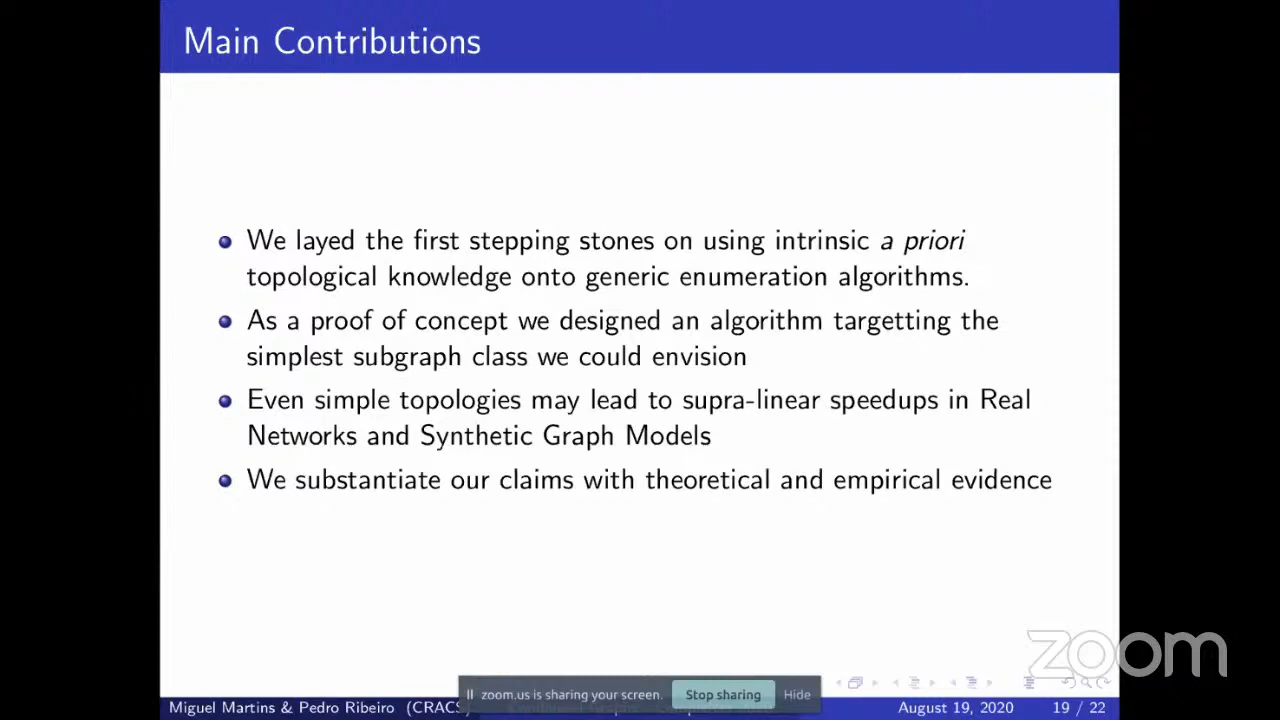 Main Contributions
We layed the first stepping stones on using intrinsic a priori
topological knowledge onto generic enumeration algorithms.
As a proof of concept we designed an algorithm targetting the
simplest subgraph class we could envision
Even simple topologies may lead to supra-linear speedups in Real
Networks and Synthetic Graph Models
We substantiate our claims with theoretical and empirical evidence
zoom
zoom.us is sharing your screen. Stop sharing Hide
Miguel Martins & Pedro Ribeiro (CRACS) August 19, 2020 19 / 22